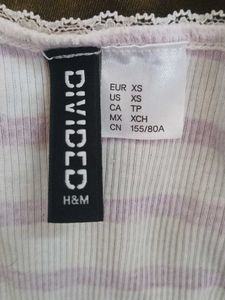 DIVIDED
H&M
EUR XS
US XS
CA TP
MX XCH
CN 155/80A